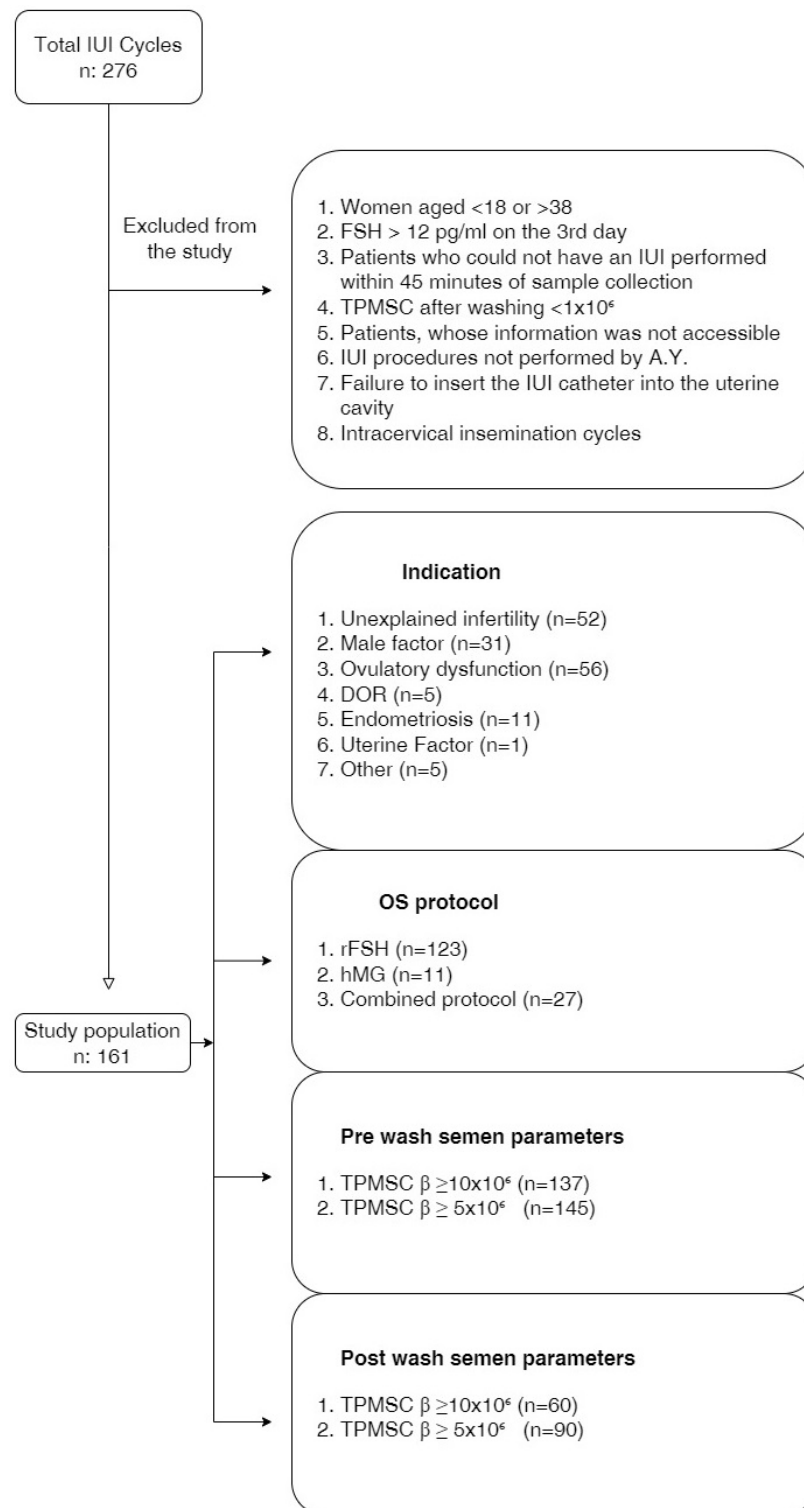 Total IUI Cycles
n: 276
Excluded from
the study
1. Women aged <18 or >38
2. FSH > 12 pg/ml on the 3rd day
3. Patients who could not have an IUI performed
within 45 minutes of sample collection
4. TPMSC after washing <1x10⁶
5. Patients, whose information was not accessible
6. IUI procedures not performed by A.Y.
7. Failure to insert the IUI catheter into the uterine
cavity
8. Intracervical insemination cycles
Indication
1. Unexplained infertility (n=52)
2. Male factor (n=31)
3. Ovulatory dysfunction (n=56)
4. DOR (n=5)
5. Endometriosis (n=11)
6. Uterine Factor (n=1)
7. Other (n=5)
OS protocol
1. rFSH (n=123)
2. hMG (n=11)
3. Combined protocol (n=27)
Study population
n: 161
Pre wash semen parameters
1. TPMSC β ≥10x10⁶ (n=137)
2. TPMSC β ≥ 5x10⁶ (n=145)
Post wash semen parameters
1. TPMSC β ≥10x10⁶ (n=60)
2. TPMSC β ≥ 5x10⁶ (n=90)